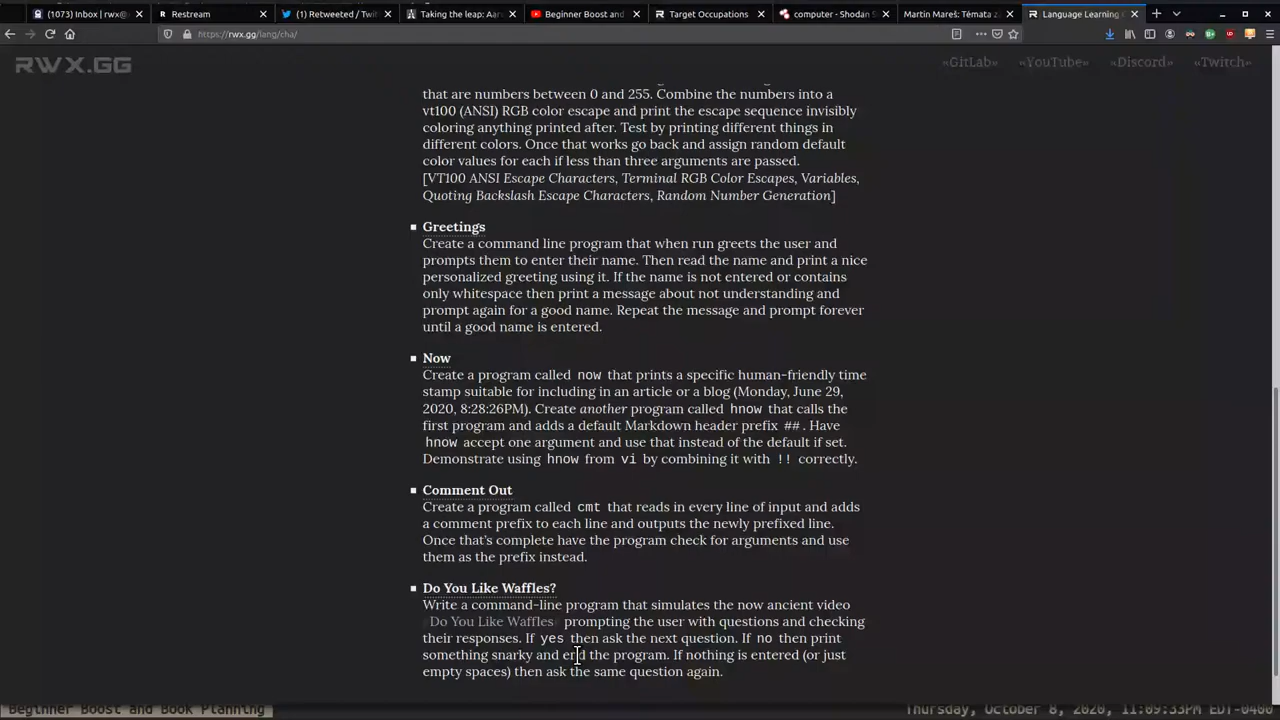 (1073) Inbox | rwx@
Restream
(1) Retweeted / Twit
Taking the leap: Aar
Beginner Boost and
Target Occupations
computer - Shodan S
Martin Mareš: Témata z
Language Learning
https://rwx.gg/lang/cha/
RWX.GG
«GitLab» «YouTube» «Discord» «Twitch»
that are numbers between 0 and 255. Combine the numbers into a
vt100 (ANSI) RGB color escape and print the escape sequence invisibly
coloring anything printed after. Test by printing different things in
different colors. Once that works go back and assign random default
color values for each if less than three arguments are passed.
[VT100 ANSI Escape Characters, Terminal RGB Color Escapes, Variables,
Quoting Backslash Escape Characters, Random Number Generation]
Greetings
Create a command line program that when run greets the user and
prompts them to enter their name. Then read the name and print a nice
personalized greeting using it. If the name is not entered or contains
only whitespace then print a message about not understanding and
prompt again for a good name. Repeat the message and prompt forever
until a good name is entered.
Now
Create a program called now that prints a specific human-friendly time
stamp suitable for including in an article or a blog (Monday, June 29,
2020, 8:28:26PM). Create another program called hnow that calls the
first program and adds a default Markdown header prefix ##. Have
hnow accept one argument and use that instead of the default if set.
Demonstrate using hnow from vi by combining it with !! correctly.
Comment Out
Create a program called cmt that reads in every line of input and adds
a comment prefix to each line and outputs the newly prefixed line.
Once that's complete have the program check for arguments and use
them as the prefix instead.
Do You Like Waffles?
Write a command-line program that simulates the now ancient video
Do You Like Waffles prompting the user with questions and checking
their responses. If yes then ask the next question. If no then print
something snarky and end the program. If nothing is entered (or just
empty spaces) then ask the same question again.
Beginner Boost and Book Planning
Thursday, October 8, 2020, 11:09:33PM EDT-0400